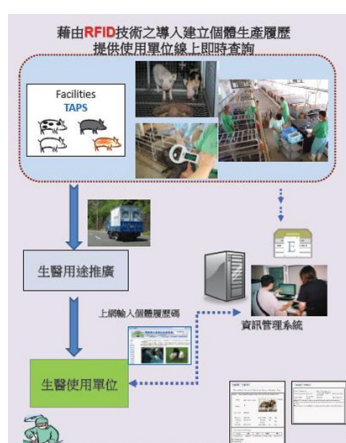 藉由RFID技術之導入建立個體生產履歷
提供使用單位線上即時查詢
Facilities
TAPS
生醫用途推廣
E
上網輸入個體履歷碼
資訊管理系統
生醫使用單位